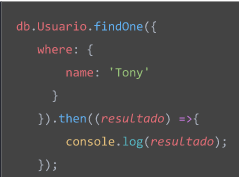 db.Usuario.findOne({
where: {
name: 'Tony'
}
}).then((resultado) =>{
console.log(resultado);
});